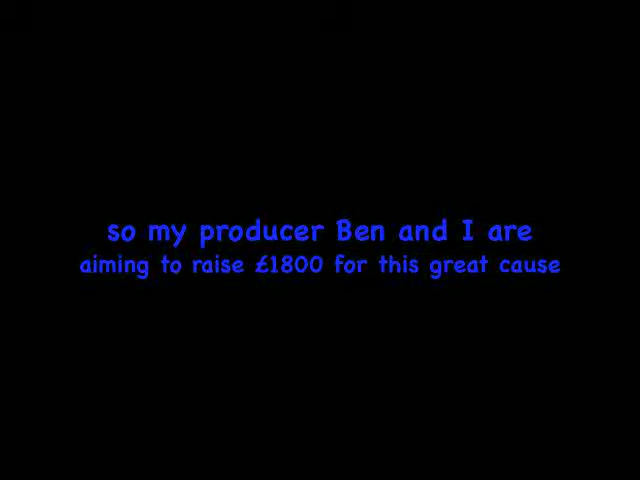 so my producer Ben and I are
aiming to raise £1800 for this great cause